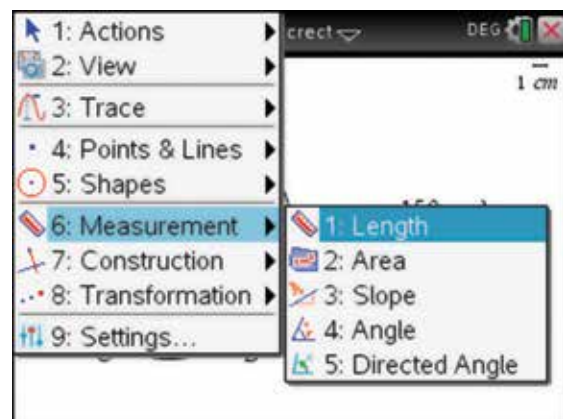 1: Actions
2: View
3: Trace
4: Points & Lines
5: Shapes
6: Measurement
7: Construction
8: Transformation
9: Settings...
crect
DEG
1 cm
1: Length
2: Area
3: Slope
4: Angle
5: Directed Angle